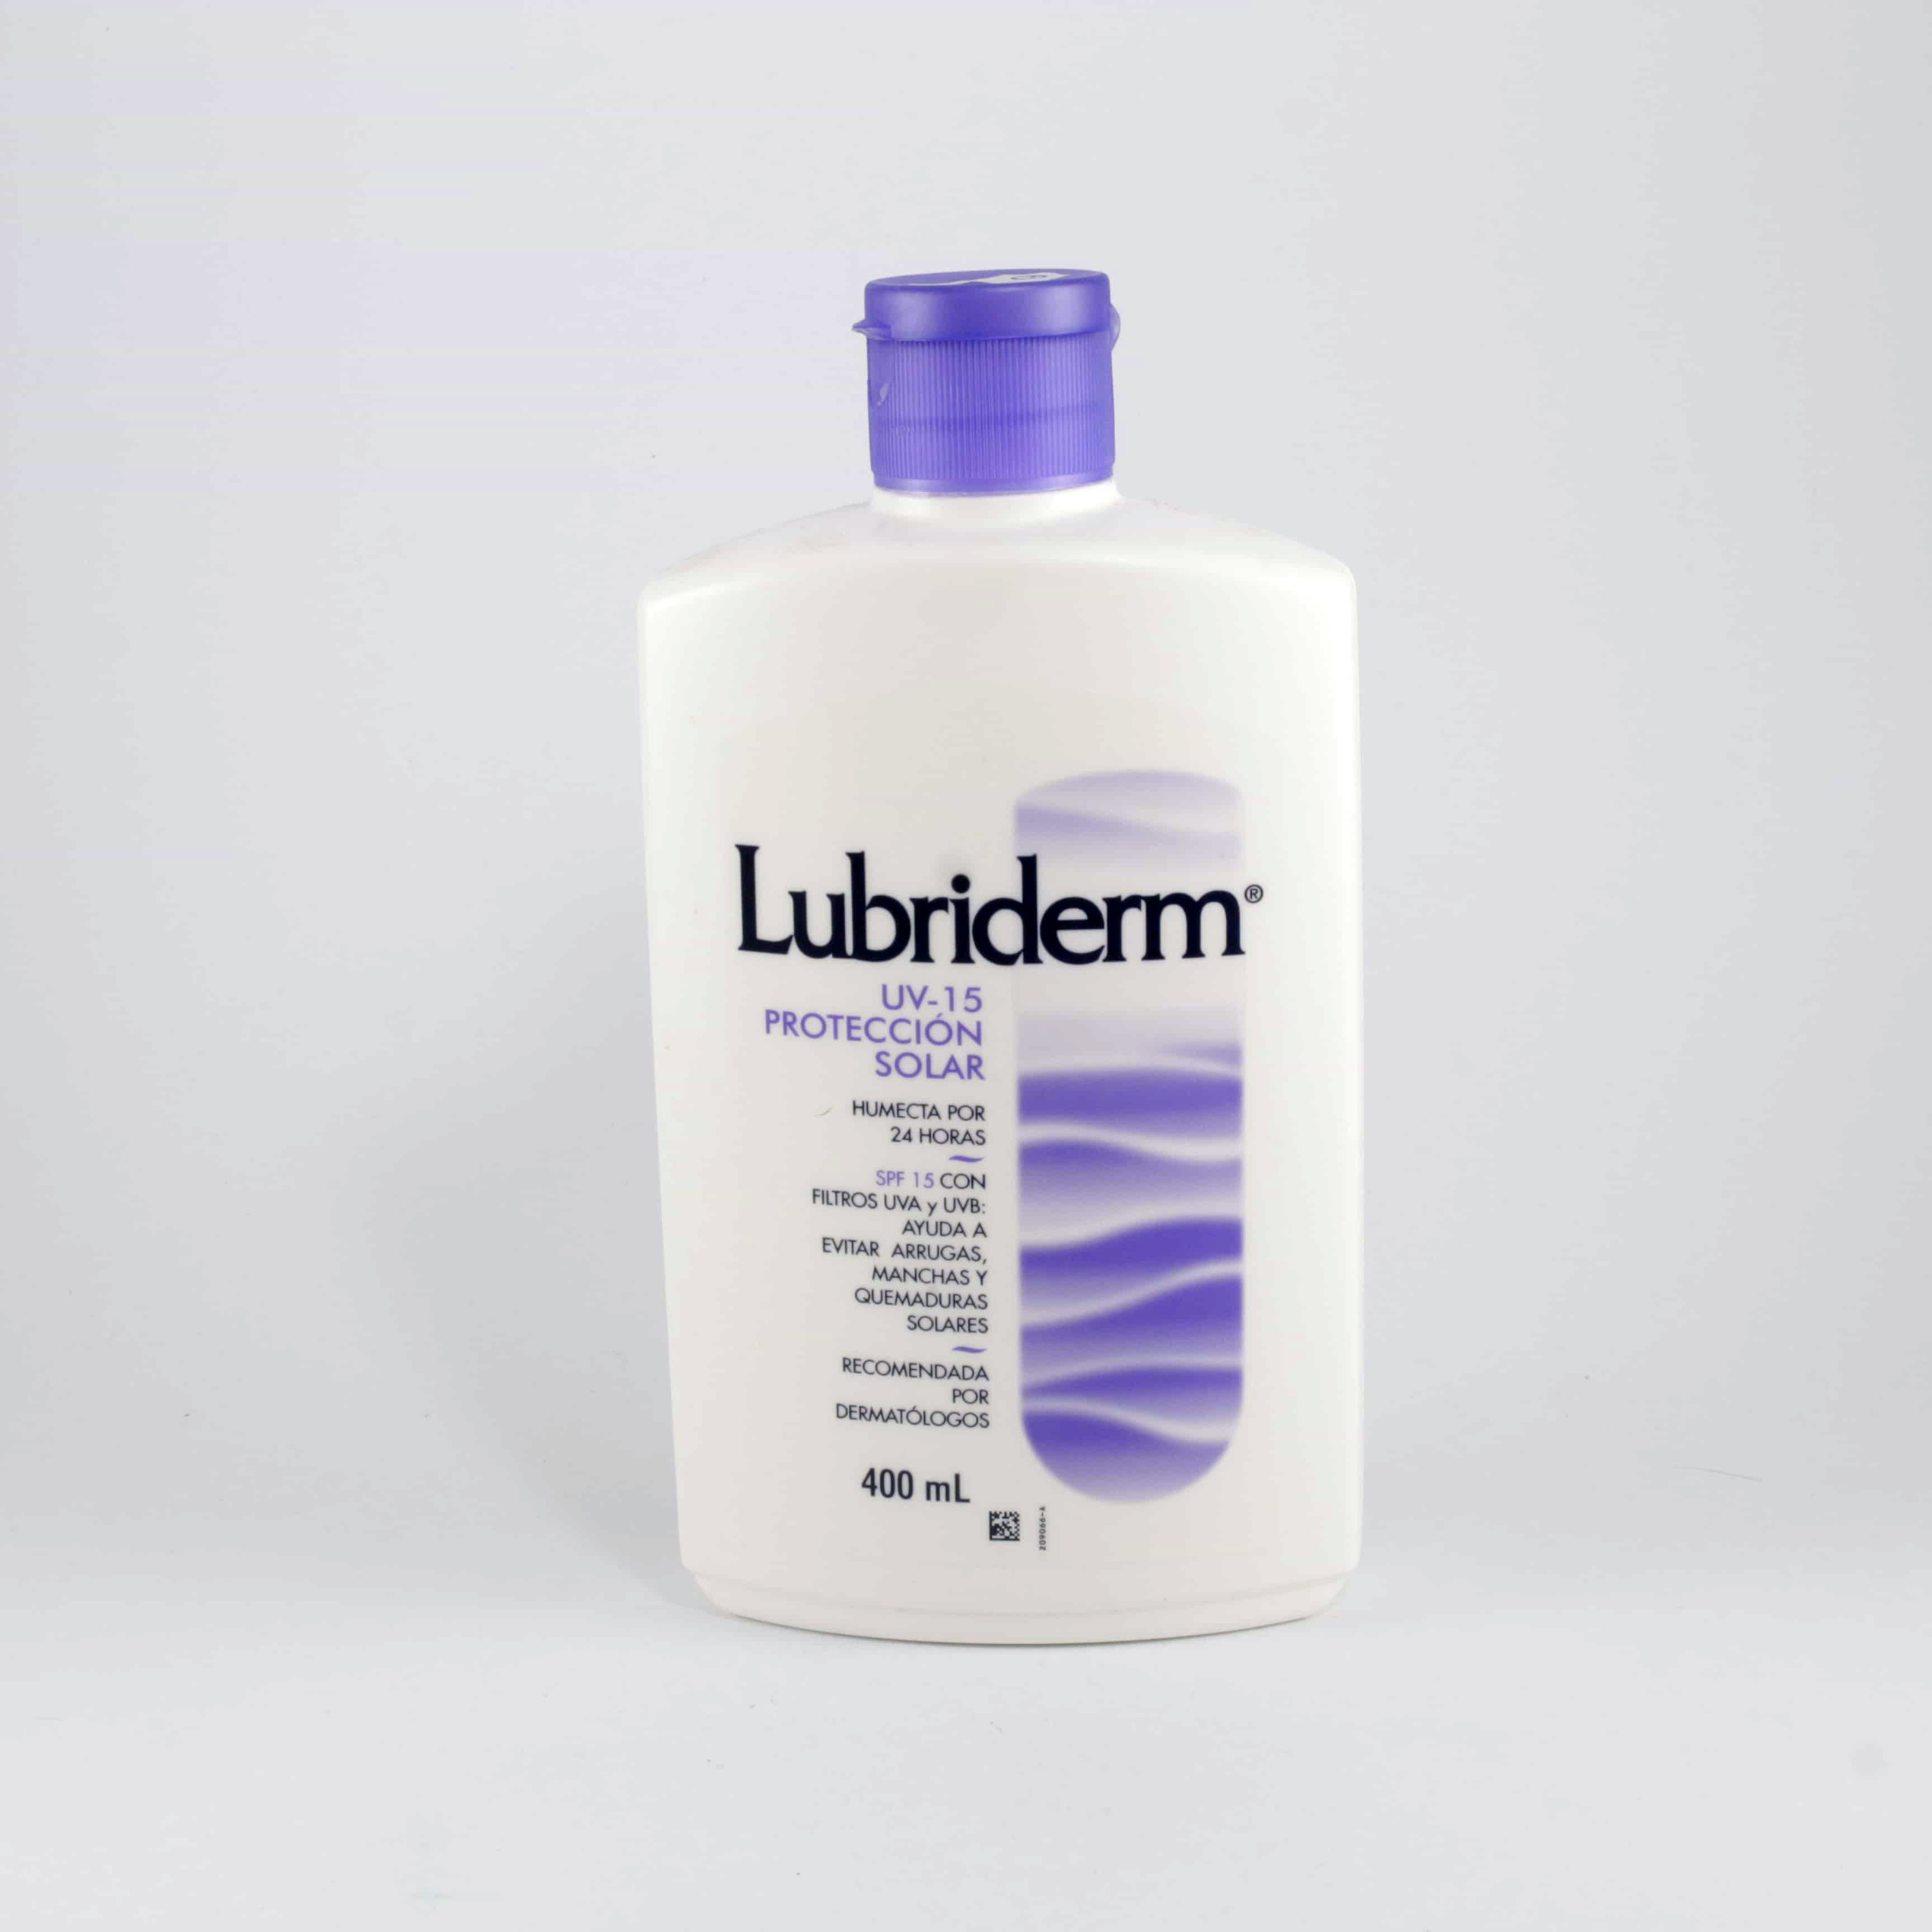 Lubriderm®
UV-15
PROTECCIÓN
SOLAR
HUMECTA POR
24 HORAS
SPF 15 CON
FILTROS UVA y UVB:
AYUDA A
EVITAR ARRUGAS,
MANCHAS Y
QUEMADURAS
SOLARES
RECOMENDADA
POR
DERMATÓLOGOS
400 mL
209066-A